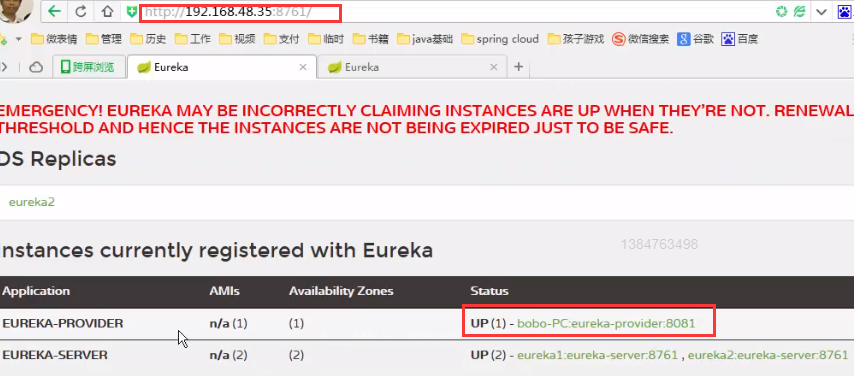 http://192.168.48.35:8761/
微表情 管理 历史 工作 视频 支付 临时 书籍 java基础 spring cloud 孩子游戏 微信搜索 谷歌 百度
跨屏浏览 Eureka Eureka
EMERGENCY! EUREKA MAY BE INCORRECTLY CLAIMING INSTANCES ARE UP WHEN THEY'RE NOT. RENEWAL
THRESHOLD AND HENCE THE INSTANCES ARE NOT BEING EXPIRED JUST TO BE SAFE.
DS Replicas
eureka2
nstances currently registered with Eureka
1384763498
Application AMIs Availability Zones Status
EUREKA-PROVIDER n/a (1) (1) UP (1) - bobo-PC:eureka-provider:8081
EUREKA-SERVER n/a (2) (2) UP (2) - eureka1:eureka-server:8761 , eureka2:eureka-server:8761